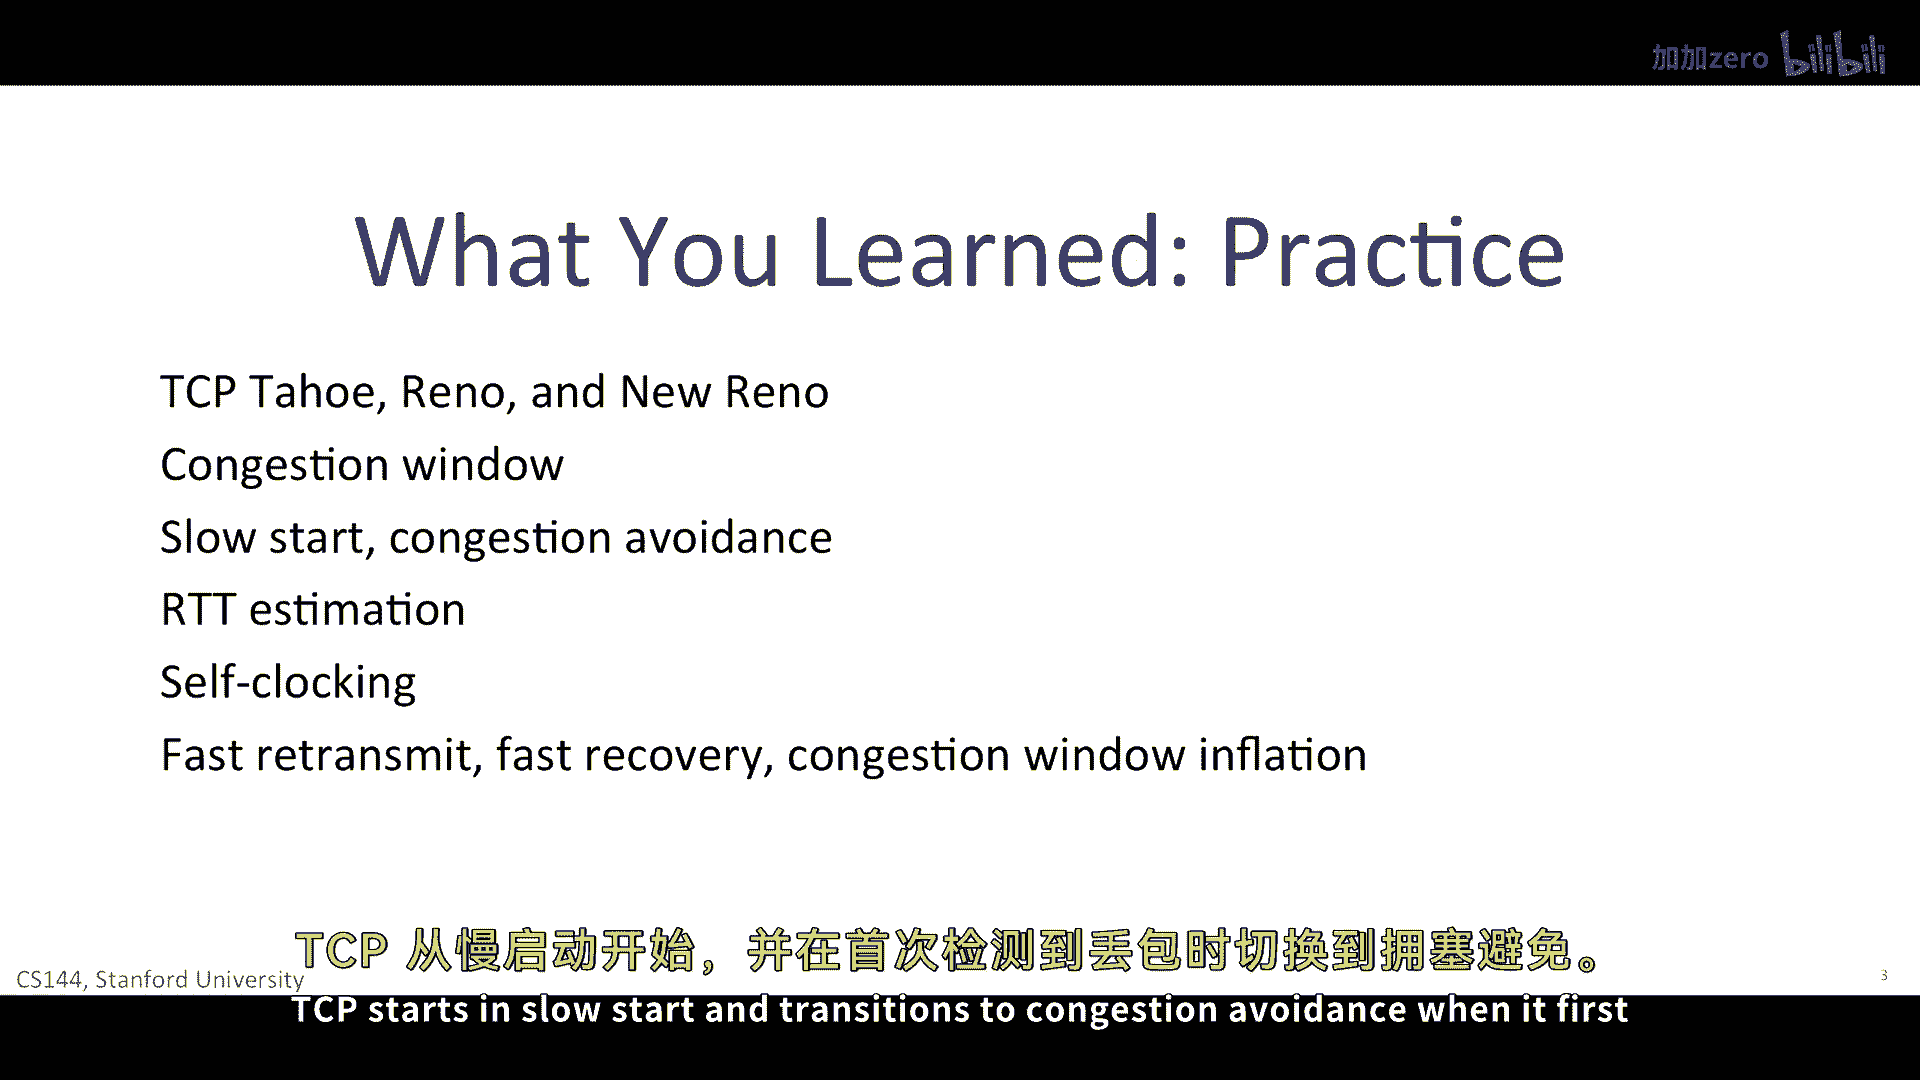 加加zero bilibili
What You Learned: Practice
TCP Tahoe, Reno, and New Reno
Congestion window
Slow start, congestion avoidance
RTT estimation
Self-clocking
Fast retransmit, fast recovery, congestion window inflation
TCP 从慢启动开始，并在首次检测到丢包时切换到拥塞避免。
CS144, Stanford University
3
TCP starts in slow start and transitions to congestion avoidance when it first